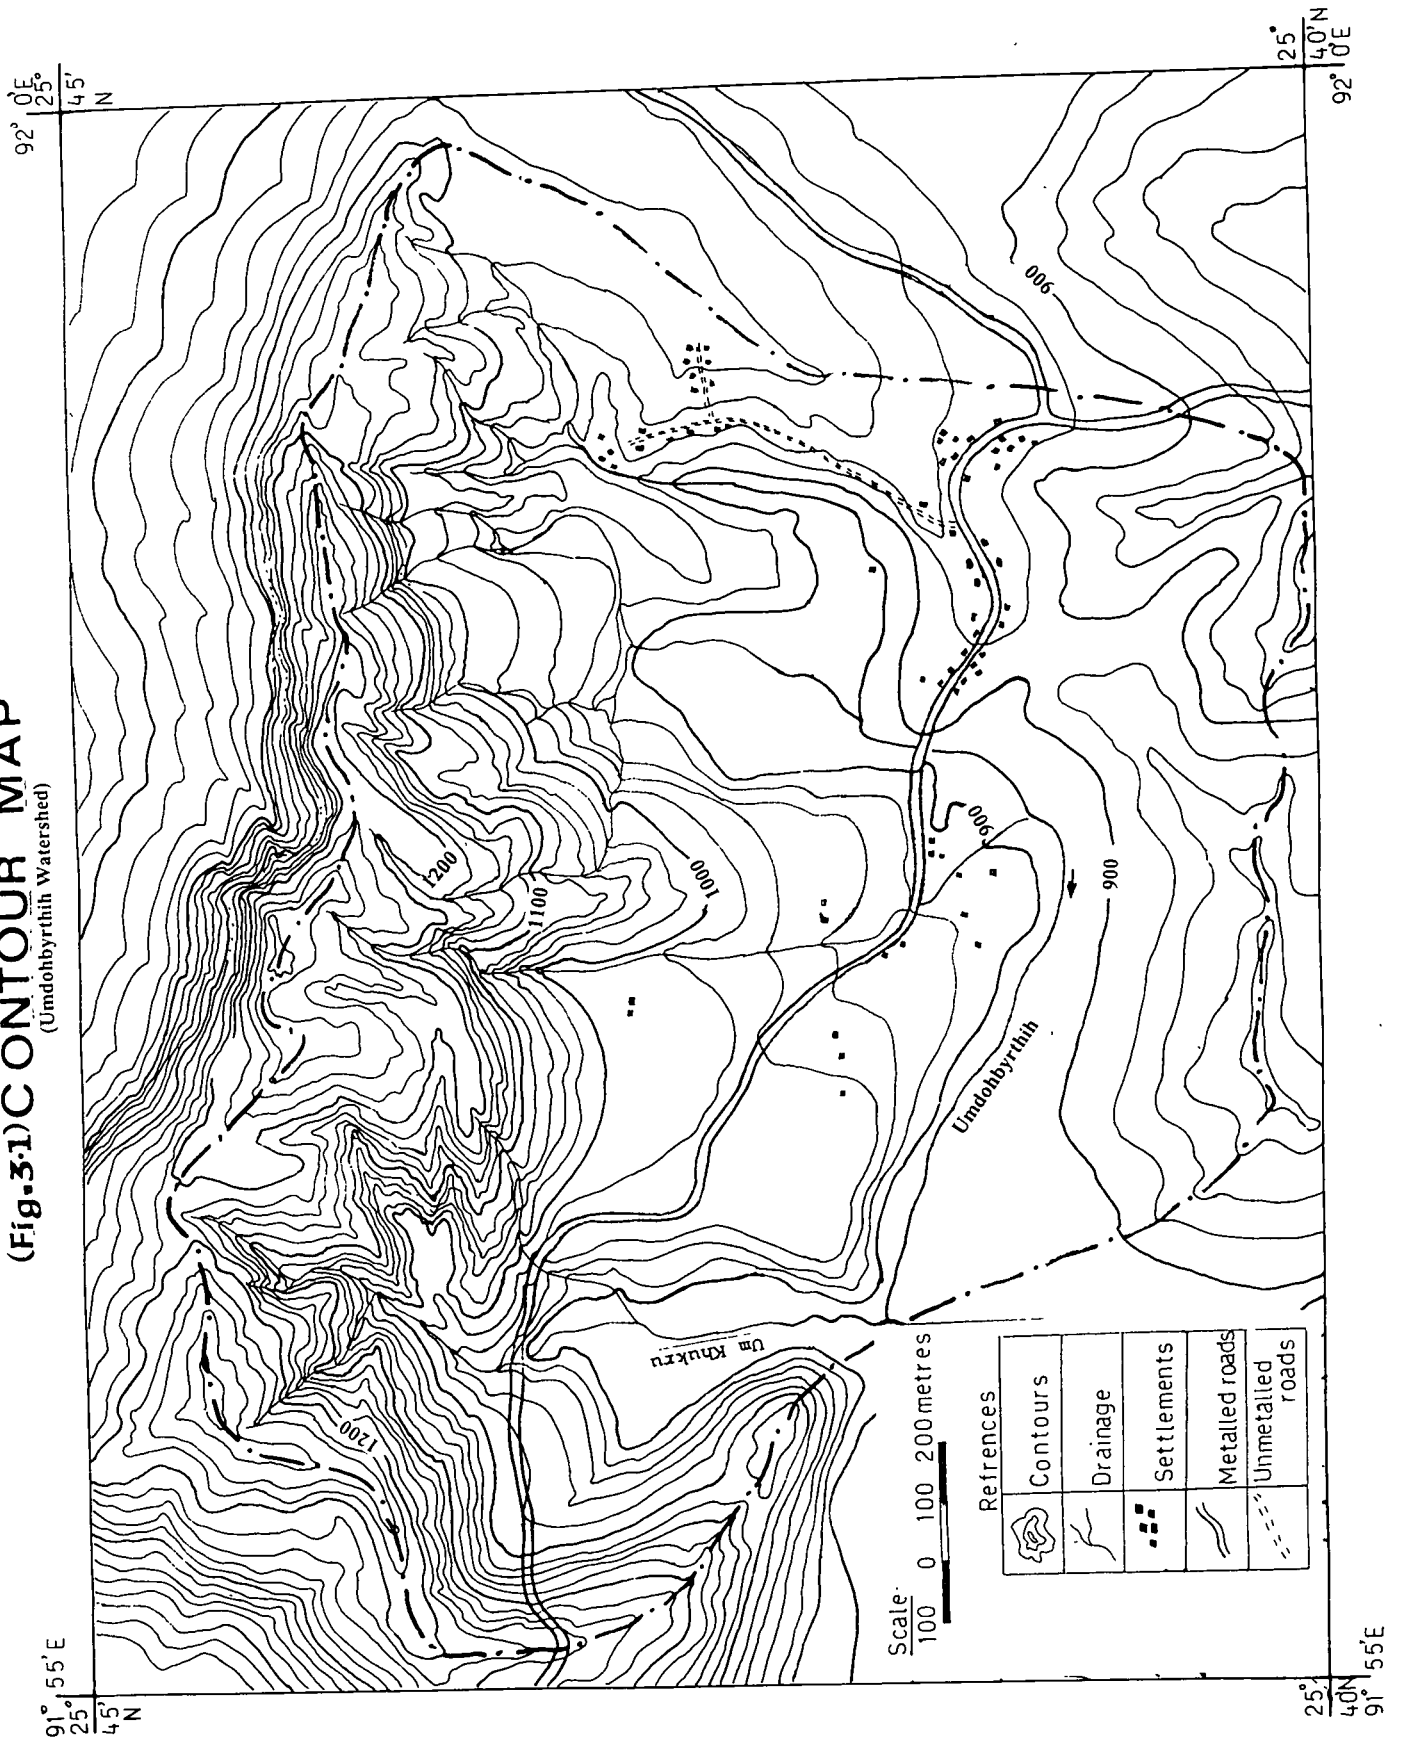 (Fig.3.1) CONTOUR MAP
(Umdohbyrthih Watershed)
91° 55'E
25° 45' N
92° 0'E
25° 45' N
1200
1200
1100
1000
900
900
900
Um Khukru
Umdohbyrthih
Scale.
100 0 100 200 metres
Refrences
Contours
Drainage
Settlements
Metalled roads
Unmetalled
roads
25° 40'N
91° 55'E
25° 40'N
92° 0'E